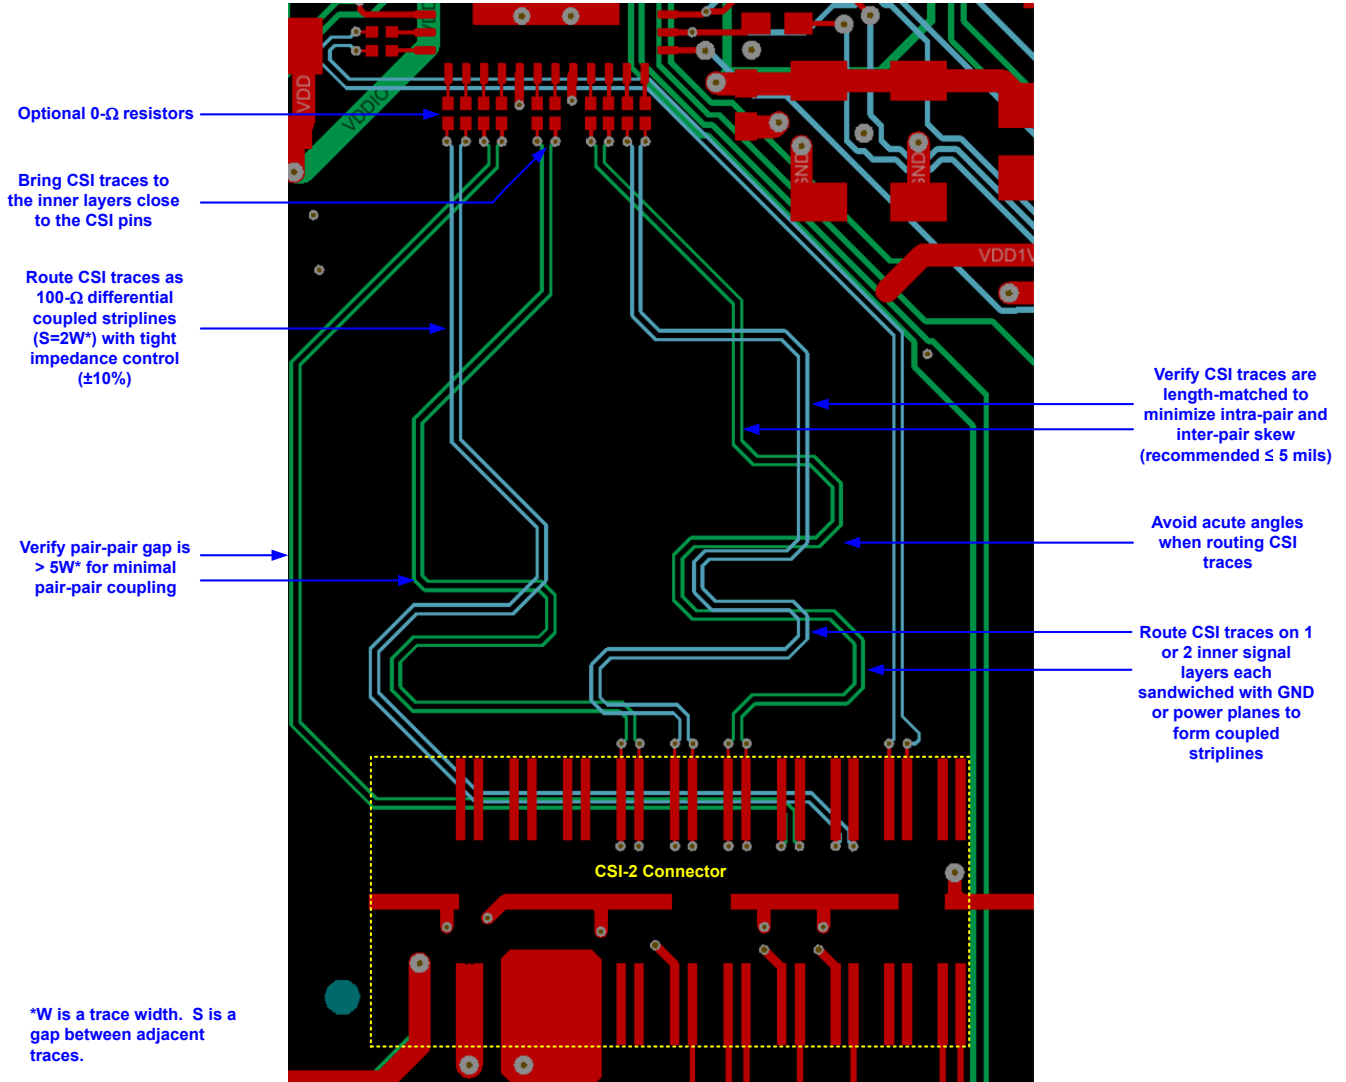 Optional 0-Ω resistors
Bring CSI traces to
the inner layers close
to the CSI pins
Route CSI traces as
100-Ω differential
coupled striplines
(S=2W*) with tight
impedance control
(±10%)
Verify pair-pair gap is
> 5W* for minimal
pair-pair coupling
*W is a trace width. S is a
gap between adjacent
traces.
VDD
VDDIO
GND
GND
VDD1V
Verify CSI traces are
length-matched to
minimize intra-pair and
inter-pair skew
(recommended ≤ 5 mils)
Avoid acute angles
when routing CSI
traces
Route CSI traces on 1
or 2 inner signal
layers each
sandwiched with GND
or power planes to
form coupled
striplines
CSI-2 Connector